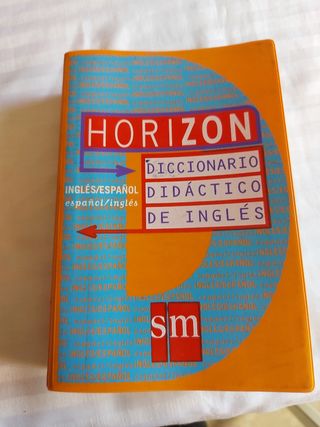 HORIZON
DICCIONARIO
INGLÉS/ESPAÑOL
DIDÁCTICO
español/inglés
DE INGLÉS
sm